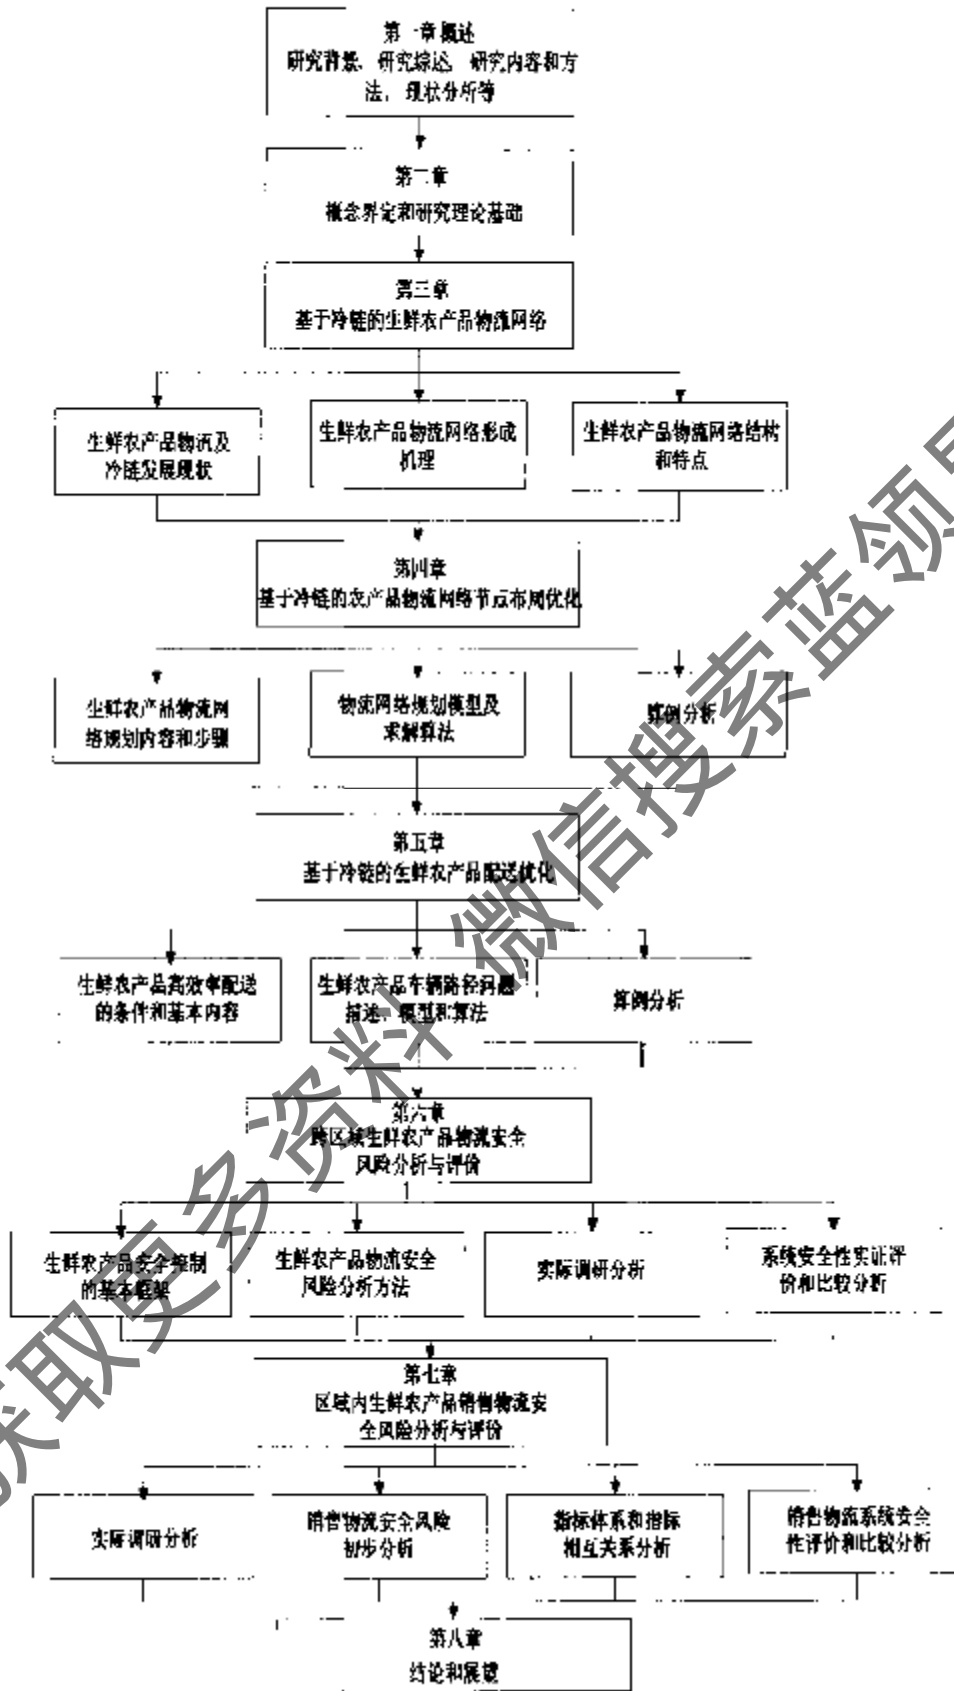 第一章 概述
研究背景、研究综述、研究内容和方
法、现状分析等
第二章
概念界定和研究理论基础
第三章
基于冷链的生鲜农产品物流网络
生鲜农产品物流及
冷链发展现状
生鲜农产品物流网络形成
机理
生鲜农产品物流网络结构
和特点
第四章
基于冷链的农产品物流网络节点布局优化
生鲜农产品物流网
络规划内容和步骤
物流网络规划模型及
求解算法
算例分析
第五章
基于冷链的生鲜农产品配送优化
生鲜农产品高效率配送
的条件和基本内容
生鲜农产品车辆路径问题
描述、模型和算法
算例分析
第六章
跨区域生鲜农产品物流安全
风险分析与评价
生鲜农产品安全控制
的基本框架
生鲜农产品物流安全
风险分析方法
实际调研分析
系统安全性实证评
价和比较分析
第七章
区域内生鲜农产品销售物流安
全风险分析与评价
实际调研分析
销售物流安全风险
初步分析
指标体系和指标
相互关系分析
销售物流系统安全
性评价和比较分析
第八章
结论和展望
获取更多资料 微信搜索蓝领